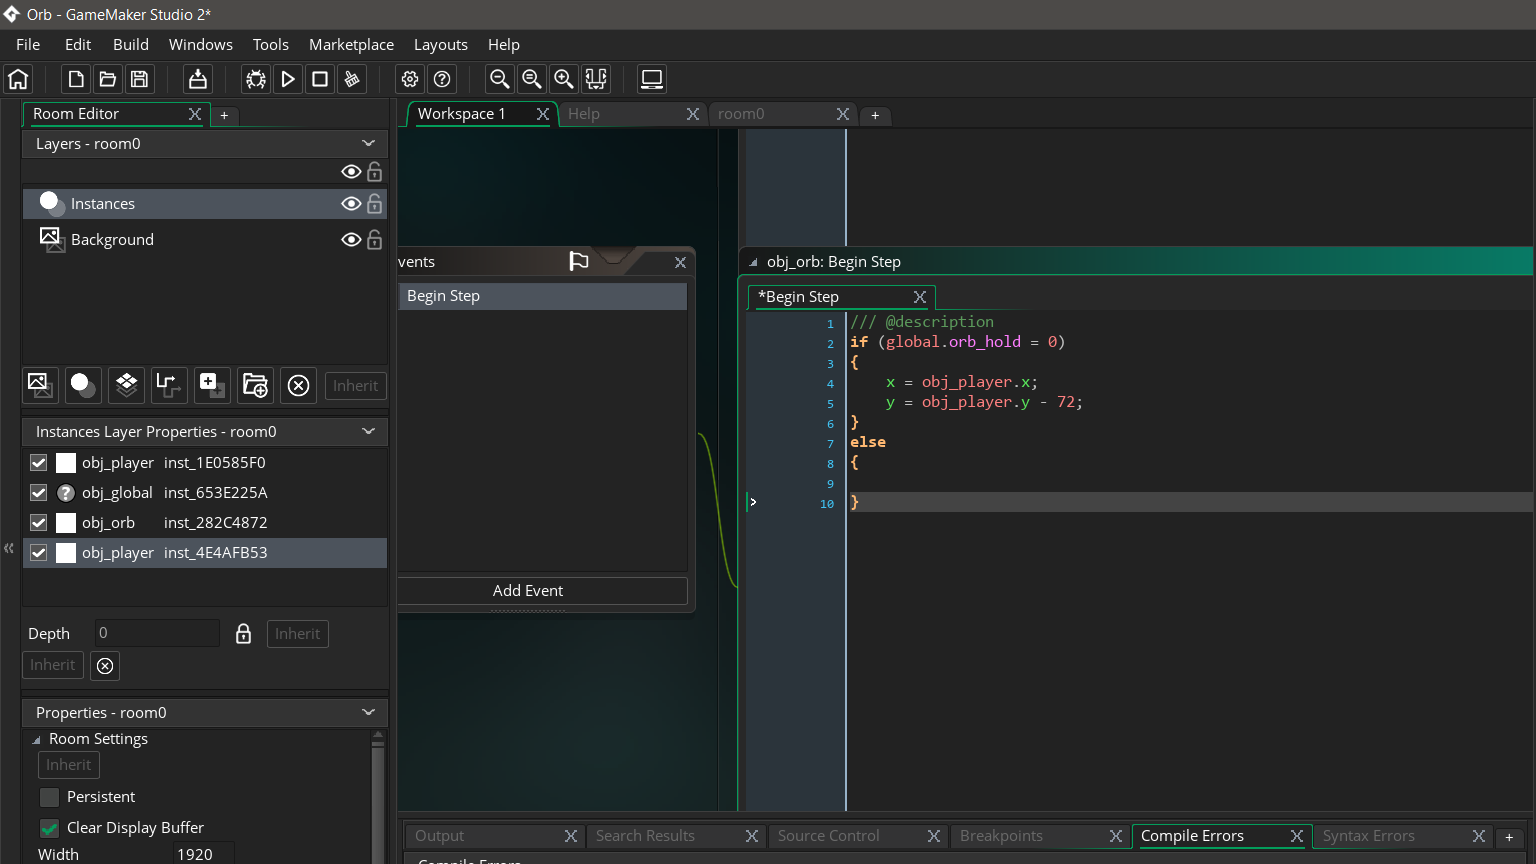 Orb - GameMaker Studio 2*
File Edit Build Windows Tools Marketplace Layouts Help
Room Editor
+
Workspace 1
Help
room0
+
Layers - room0
Instances
Background
Inherit
Instances Layer Properties - room0
obj_player inst_1E0585F0
? obj_global inst_653E225A
obj_orb inst_282C4872
obj_player inst_4E4AFB53
Depth 0 Inherit
Inherit
Properties - room0
Room Settings
Inherit
Persistent
Clear Display Buffer
Width 1920
vents
Begin Step
Add Event
obj_orb: Begin Step
*Begin Step
1 /// @description
2 if (global.orb_hold = 0)
3 {
4 x = obj_player.x;
5 y = obj_player.y - 72;
6 }
7 else
8 {
9
10 }
Output Search Results Source Control Breakpoints Compile Errors Syntax Errors +
Compile Errors